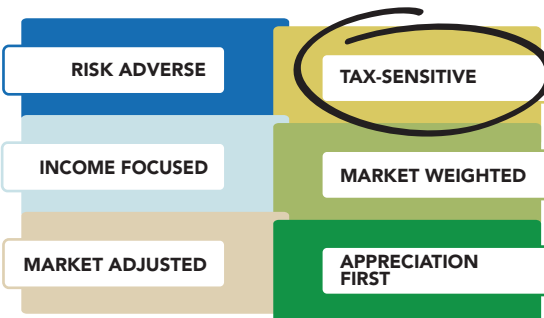 RISK ADVERSE
TAX-SENSITIVE
INCOME FOCUSED
MARKET WEIGHTED
MARKET ADJUSTED
APPRECIATION
FIRST